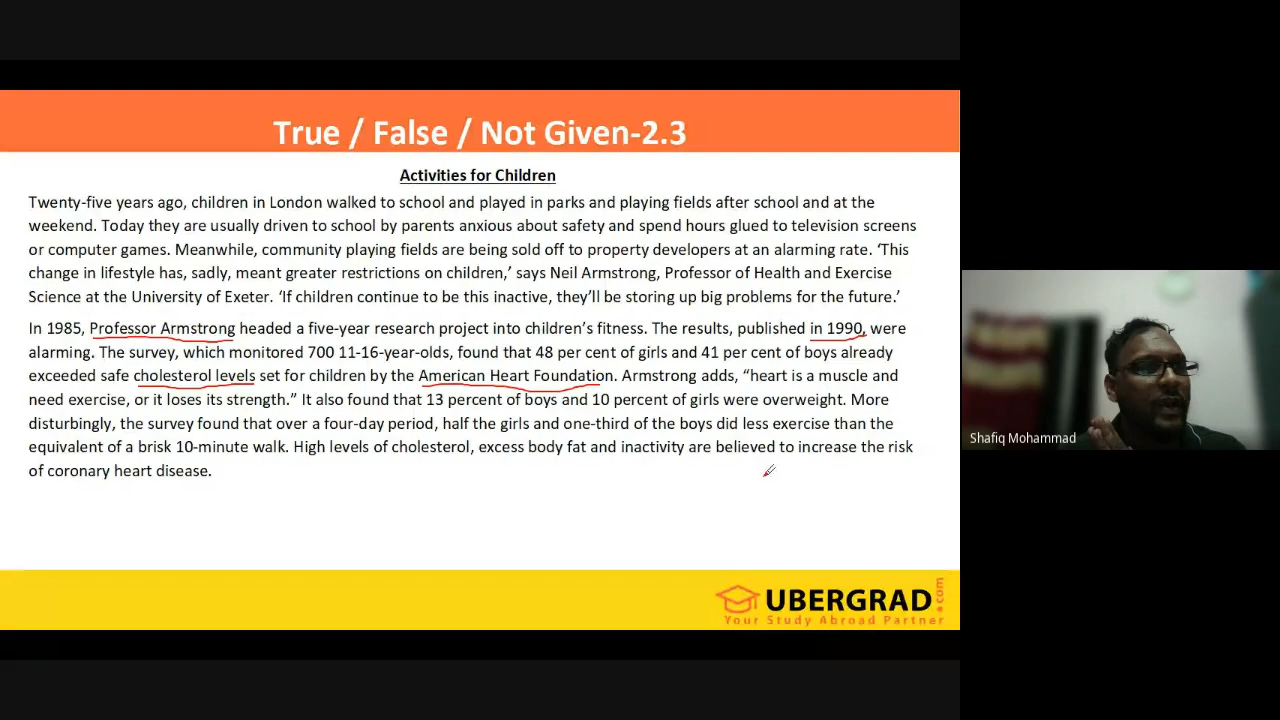 True / False / Not Given-2.3
Activities for Children
Twenty-five years ago, children in London walked to school and played in parks and playing fields after school and at the
weekend. Today they are usually driven to school by parents anxious about safety and spend hours glued to television screens
or computer games. Meanwhile, community playing fields are being sold off to property developers at an alarming rate. ‘This
change in lifestyle has, sadly, meant greater restrictions on children,’ says Neil Armstrong, Professor of Health and Exercise
Science at the University of Exeter. ‘If children continue to be this inactive, they’ll be storing up big problems for the future.’
In 1985, Professor Armstrong headed a five-year research project into children’s fitness. The results, published in 1990, were
alarming. The survey, which monitored 700 11-16-year-olds, found that 48 per cent of girls and 41 per cent of boys already
exceeded safe cholesterol levels set for children by the American Heart Foundation. Armstrong adds, “heart is a muscle and
need exercise, or it loses its strength.” It also found that 13 percent of boys and 10 percent of girls were overweight. More
disturbingly, the survey found that over a four-day period, half the girls and one-third of the boys did less exercise than the
equivalent of a brisk 10-minute walk. High levels of cholesterol, excess body fat and inactivity are believed to increase the risk
of coronary heart disease.
Shafiq Mohammad
UBERGRAD.com
Your Study Abroad Partner